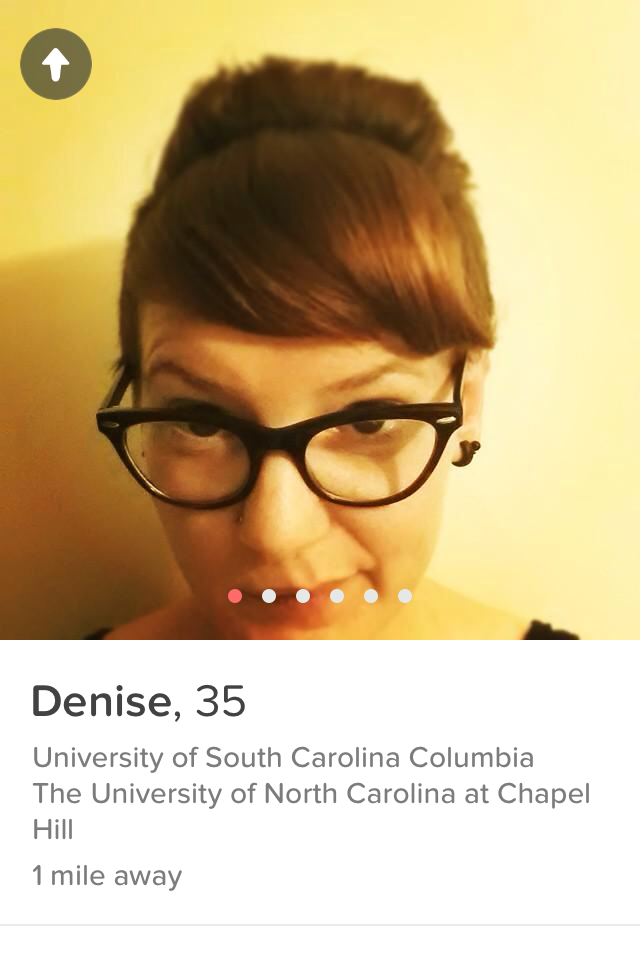 Denise, 35
University of South Carolina Columbia
The University of North Carolina at Chapel
Hill
1 mile away